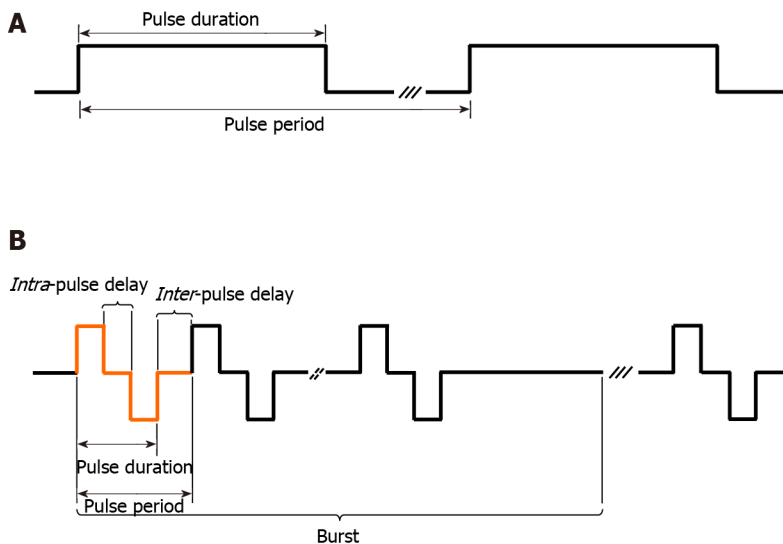 A
Pulse duration
Pulse period
B
Intra-pulse delay
Inter-pulse delay
Pulse duration
Pulse period
Burst